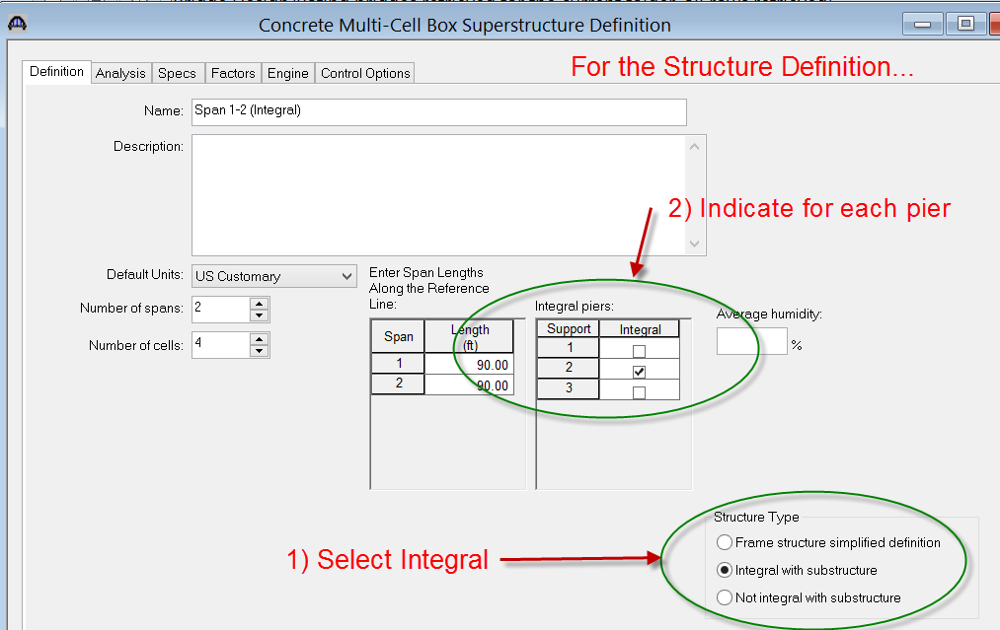 Concrete Multi-Cell Box Superstructure Definition
Definition Analysis Specs Factors Engine Control Options
For the Structure Definition...
Name: Span 1-2 (Integral)
Description:
2) Indicate for each pier
Default Units: US Customary
Number of spans: 2
Number of cells: 4
Enter Span Lengths
Along the Reference
Line:
Span Length
(ft)
1 90.00
2 90.00
Integral piers:
Support Integral
1
2
3
Average humidity:
%
1) Select Integral
Structure Type
Frame structure simplified definition
Integral with substructure
Not integral with substructure